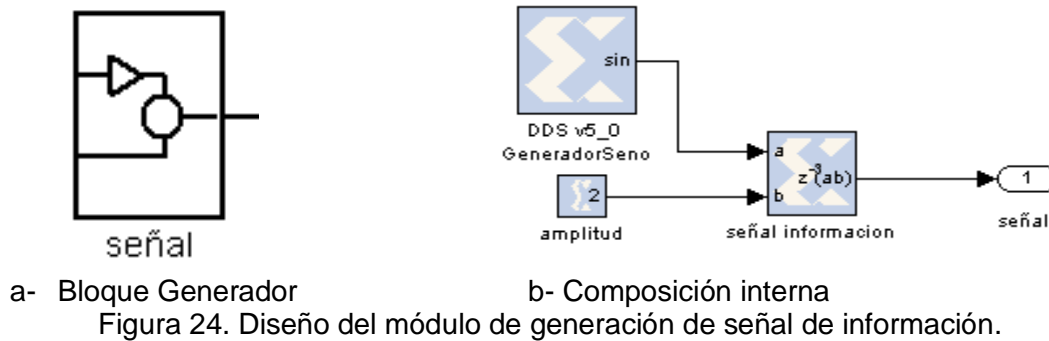 sin
DDS v5_0
GeneradorSeno
a
z⁻³(ab)
b
2
amplitud
señal informacion
1
señal
señal
a- Bloque Generador b- Composición interna
Figura 24. Diseño del módulo de generación de señal de información.